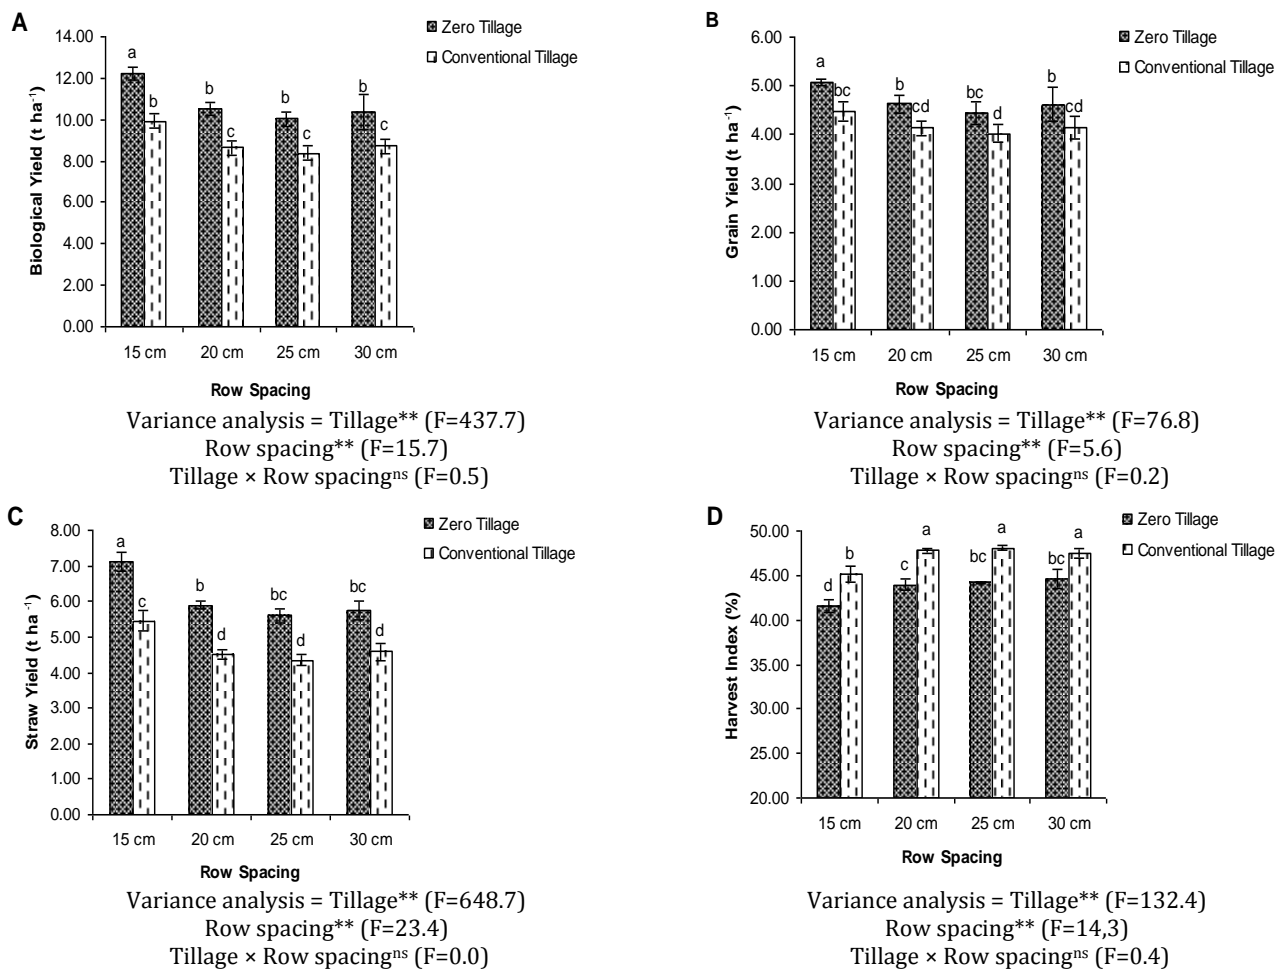 A
Zero Tillage
Conventional Tillage
Biological Yield (t ha⁻¹)
14.00
12.00
10.00
8.00
6.00
4.00
2.00
0.00
a
b
b
c
b
c
b
c
15 cm 20 cm 25 cm 30 cm
Row Spacing
Variance analysis = Tillage** (F=437.7)
Row spacing** (F=15.7)
Tillage × Row spacingⁿˢ (F=0.5)
B
Zero Tillage
Conventional Tillage
Grain Yield (t ha⁻¹)
6.00
5.00
4.00
3.00
2.00
1.00
0.00
a
bc
b
cd
bc
d
b
cd
15 cm 20 cm 25 cm 30 cm
Row Spacing
Variance analysis = Tillage** (F=76.8)
Row spacing** (F=5.6)
Tillage × Row spacingⁿˢ (F=0.2)
C
Zero Tillage
Conventional Tillage
Straw Yield (t ha⁻¹)
8.00
7.00
6.00
5.00
4.00
3.00
2.00
1.00
0.00
a
c
b
d
bc
d
bc
d
15 cm 20 cm 25 cm 30 cm
Row Spacing
Variance analysis = Tillage** (F=648.7)
Row spacing** (F=23.4)
Tillage × Row spacingⁿˢ (F=0.0)
D
Zero Tillage
Conventional Tillage
Harvest Index (%)
50.00
45.00
40.00
35.00
30.00
25.00
20.00
d
b
c
a
bc
a
bc
a
15 cm 20 cm 25 cm 30 cm
Row Spacing
Variance analysis = Tillage** (F=132.4)
Row spacing** (F=14,3)
Tillage × Row spacingⁿˢ (F=0.4)